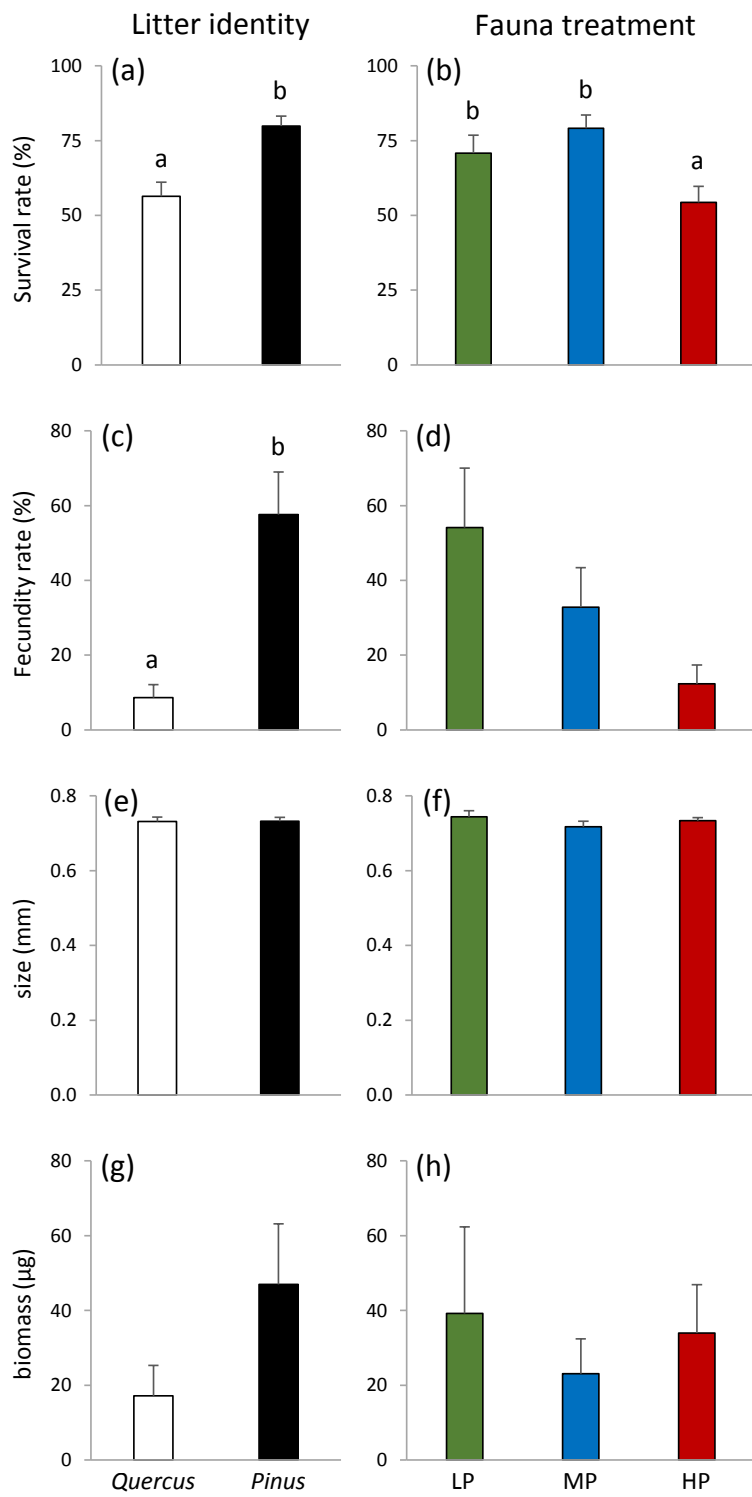 Litter identity Fauna treatment
(a) (b)
Survival rate (%)
100
75
50
25
0
a
b
100
75
50
25
0
b
b
a
(c) (d)
Fecundity rate (%)
80
60
40
20
0
a
b
80
60
40
20
0
(e) (f)
size (mm)
0.8
0.6
0.4
0.2
0.0
0.8
0.6
0.4
0.2
0.0
(g) (h)
biomass (µg)
80
60
40
20
0
80
60
40
20
0
Quercus Pinus LP MP HP